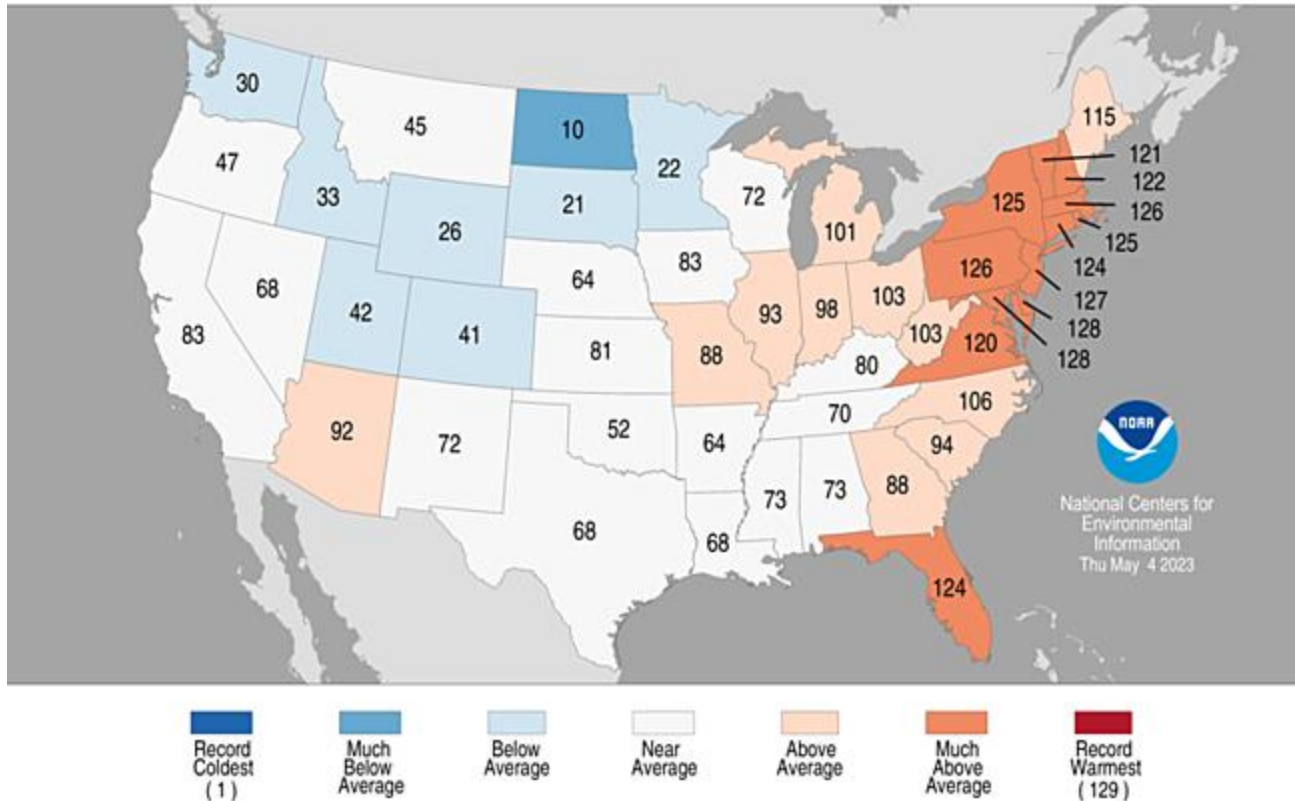 30
45
10
22
115
121
122
126
125
124
127
128
128
47
33
26
21
72
101
125
126
68
42
41
64
83
93
98
103
103
120
83
81
88
80
106
92
72
52
64
70
94
73
73
88
68
68
124
NOAA
National Centers for
Environmental
Information
Thu May 4 2023
Record
Coldest
(1)
Much
Below
Average
Below
Average
Near
Average
Above
Average
Much
Above
Average
Record
Warmest
(129)